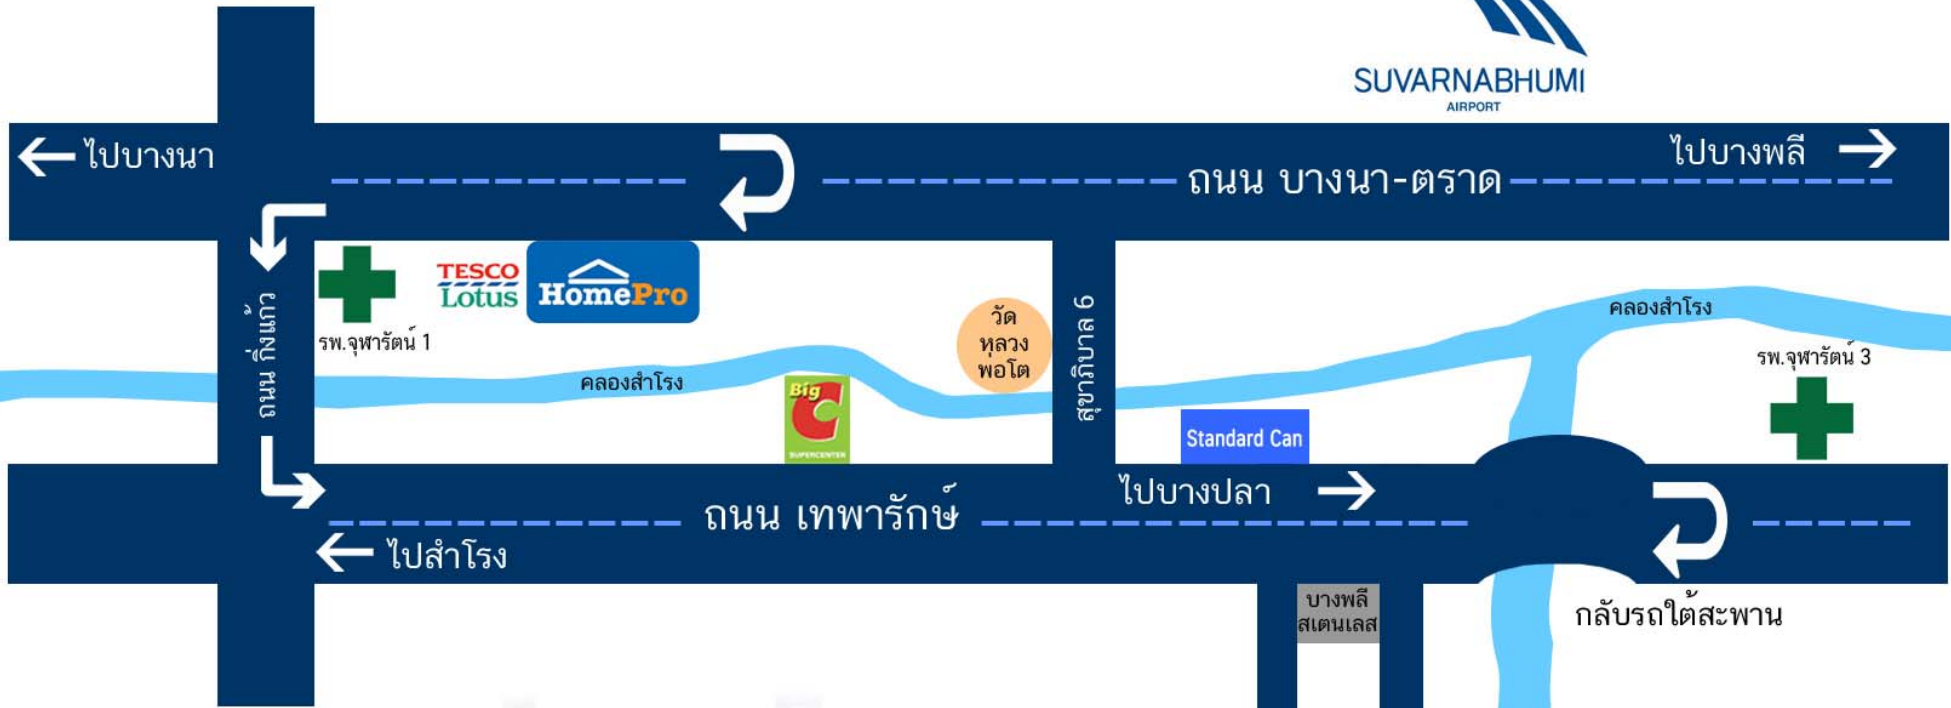 SUVARNABHUMI
AIRPORT
ไปบางนา
ไปบางพลี
ถนน บางนา-ตราด
TESCO
Lotus
HomePro
รพ.จุฬารัตน์ 1
ถนน กิ่งแก้ว
วัด
หลวง
พอโต
สุขาภิบาล 6
คลองสำโรง
รพ.จุฬารัตน์ 3
คลองสำโรง
Big
C
SUPERCENTER
Standard Can
ไปบางปลา
ถนน เทพารักษ์
ไปสำโรง
บางพลี
สเตนเลส
กลับรถใต้สะพาน